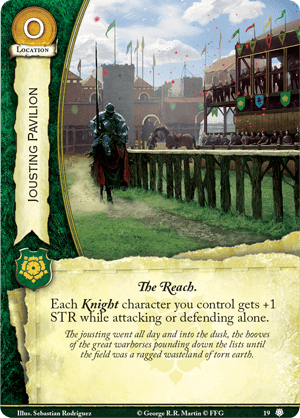 0
LOCATION
JOUSTING PAVILION
The Reach.
Each Knight character you control gets +1
STR while attacking or defending alone.
The jousting went all day and into the dusk, the hooves
of the great warhorses pounding down the lists until
the field was a ragged wasteland of torn earth.
Illus. Sebastian Rodriguez
© George R.R. Martin © FFG
19